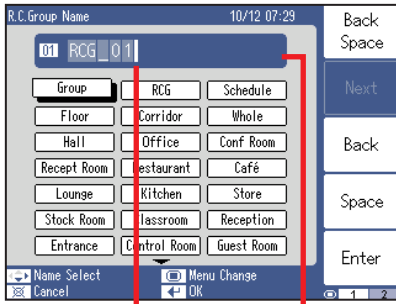 R.C.Group Name 10/12 07:29
01 RCG_01
Group RCG Schedule
Floor Corridor Whole
Hall Office Conf Room
Recept Room Restaurant Café
Lounge Kitchen Store
Stock Room Classroom Reception
Entrance Control Room Guest Room
Name Select Menu Change
Cancel OK
Back Space
Next
Back
Space
Enter
1 2